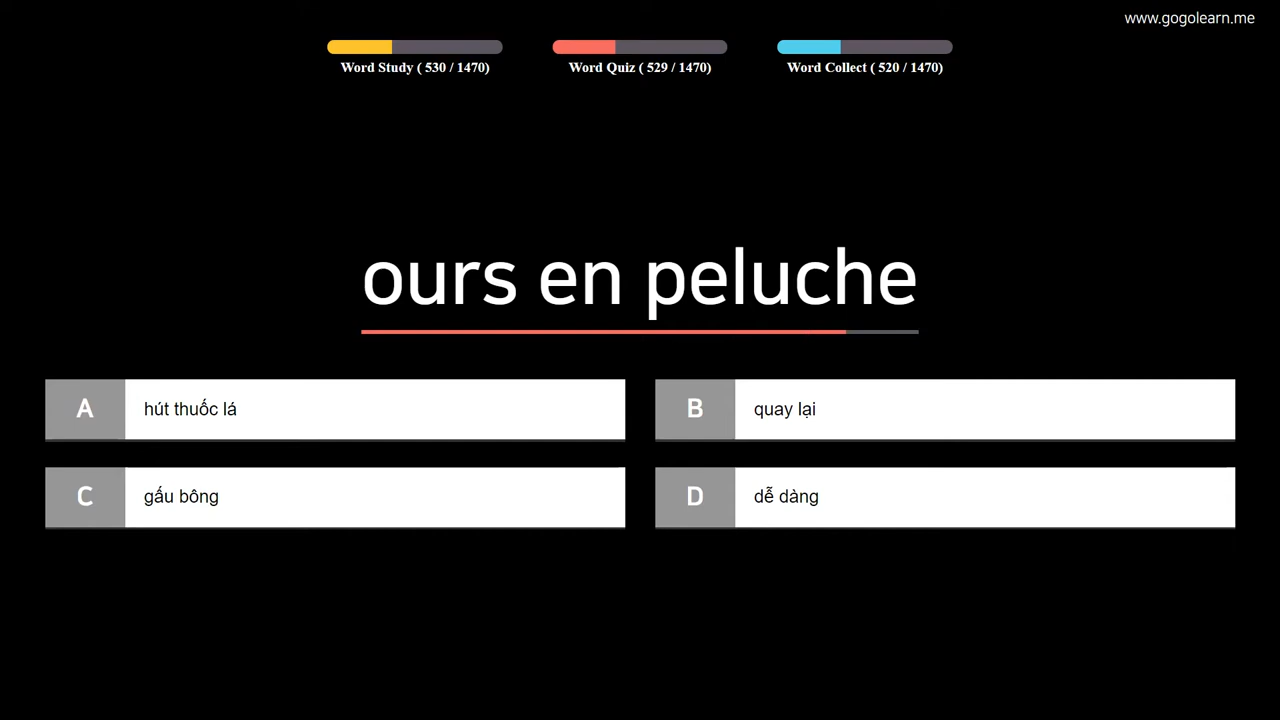 www.gogolearn.me
Word Study ( 530 / 1470)
Word Quiz ( 529 / 1470)
Word Collect ( 520 / 1470)
ours en peluche
A hút thuốc lá
B quay lại
C gấu bông
D dễ dàng